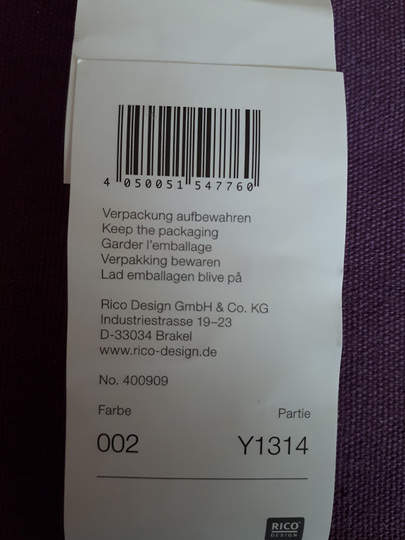 4 050051 547760
Verpackung aufbewahren
Keep the packaging
Garder l'emballage
Verpakking bewaren
Lad emballagen blive på
Rico Design GmbH & Co. KG
Industriestrasse 19–23
D-33034 Brakel
www.rico-design.de
No. 400909
Farbe Partie
002 Y1314
RICO
DESIGN